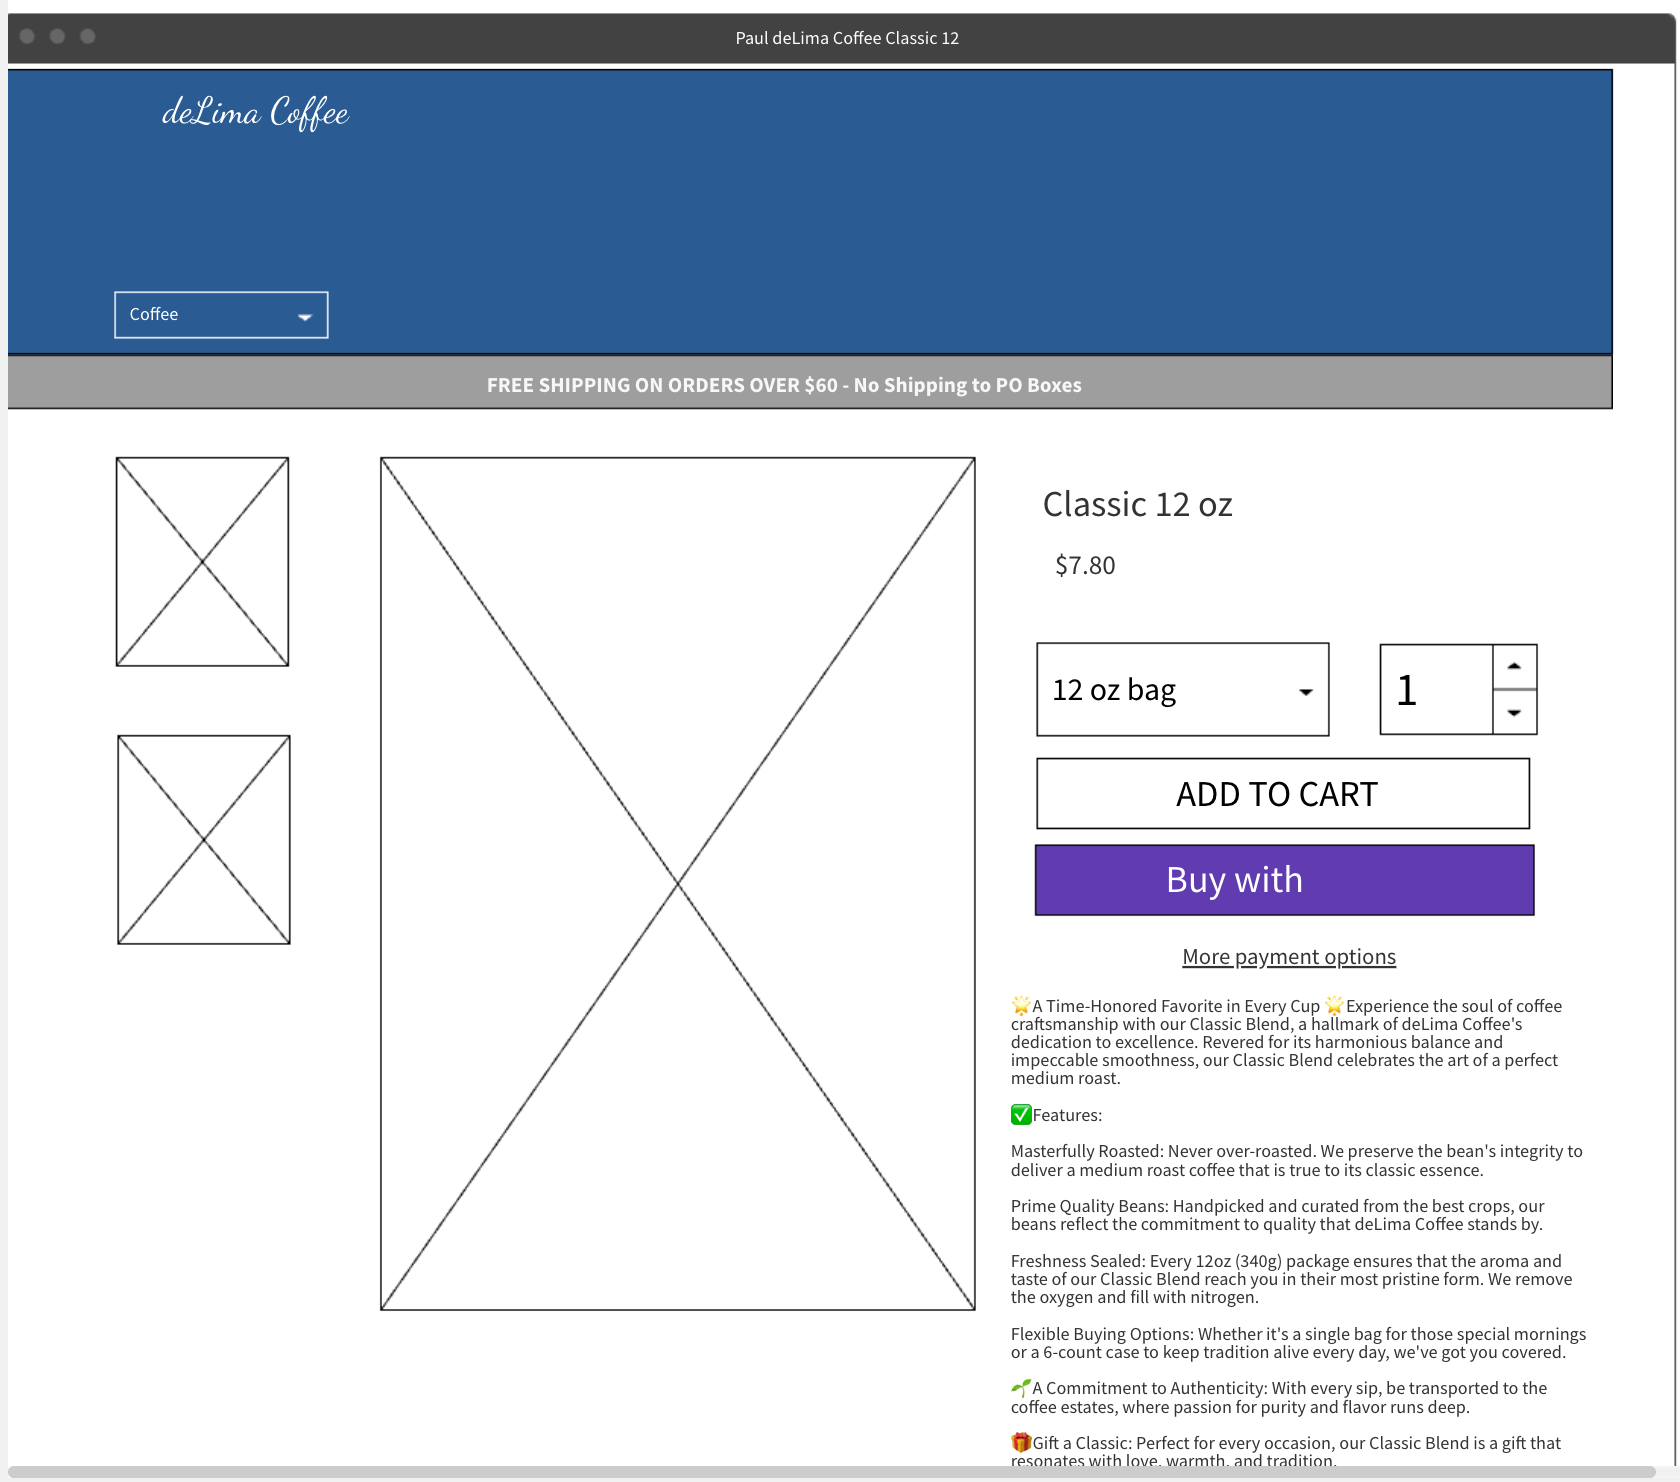 Paul deLima Coffee Classic 12
deLima Coffee
Coffee
FREE SHIPPING ON ORDERS OVER $60 - No Shipping to PO Boxes
Classic 12 oz
$7.80
12 oz bag
1
ADD TO CART
Buy with
More payment options
🌟A Time-Honored Favorite in Every Cup 🌟Experience the soul of coffee
craftsmanship with our Classic Blend, a hallmark of deLima Coffee's
dedication to excellence. Revered for its harmonious balance and
impeccable smoothness, our Classic Blend celebrates the art of a perfect
medium roast.
✅Features:
Masterfully Roasted: Never over-roasted. We preserve the bean's integrity to
deliver a medium roast coffee that is true to its classic essence.
Prime Quality Beans: Handpicked and curated from the best crops, our
beans reflect the commitment to quality that deLima Coffee stands by.
Freshness Sealed: Every 12oz (340g) package ensures that the aroma and
taste of our Classic Blend reach you in their most pristine form. We remove
the oxygen and fill with nitrogen.
Flexible Buying Options: Whether it's a single bag for those special mornings
or a 6-count case to keep tradition alive every day, we've got you covered.
🌱A Commitment to Authenticity: With every sip, be transported to the
coffee estates, where passion for purity and flavor runs deep.
🎁Gift a Classic: Perfect for every occasion, our Classic Blend is a gift that
resonates with love, warmth, and tradition.